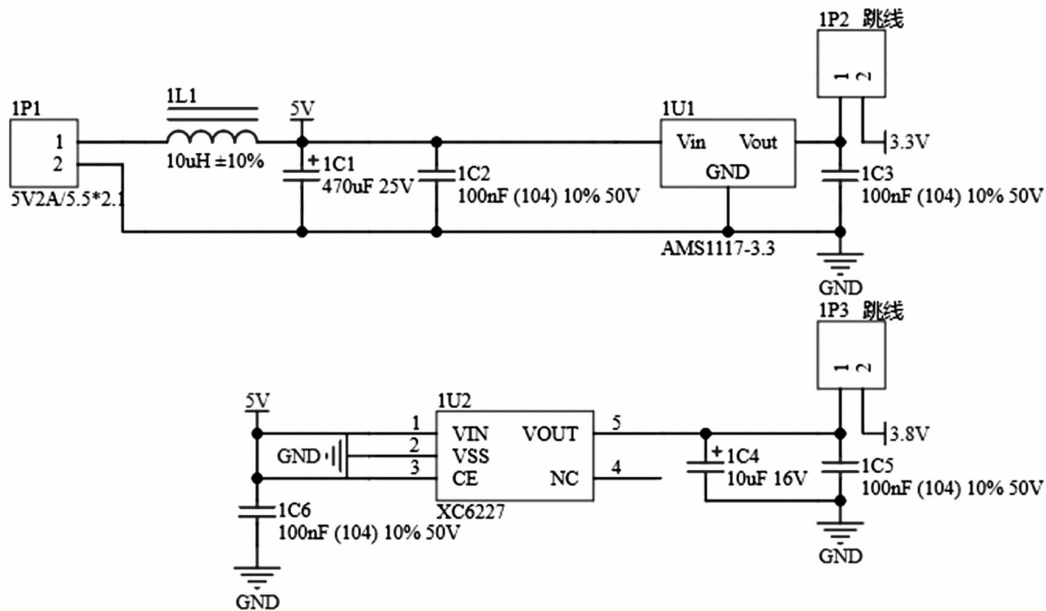 1P2 跳线
1 2
3.3V
1P1
1
2
5V2A/5.5*2.1
1L1
10uH ±10%
5V
+
1C1
470uF 25V
1C2
100nF (104) 10% 50V
1U1
Vin Vout
GND
AMS1117-3.3
1C3
100nF (104) 10% 50V
GND
1P3 跳线
1 2
3.8V
5V
GND
1U2
1 VIN VOUT 5
2 VSS
3 CE NC 4
XC6227
1C6
100nF (104) 10% 50V
GND
+
1C4
10uF 16V
1C5
100nF (104) 10% 50V
GND